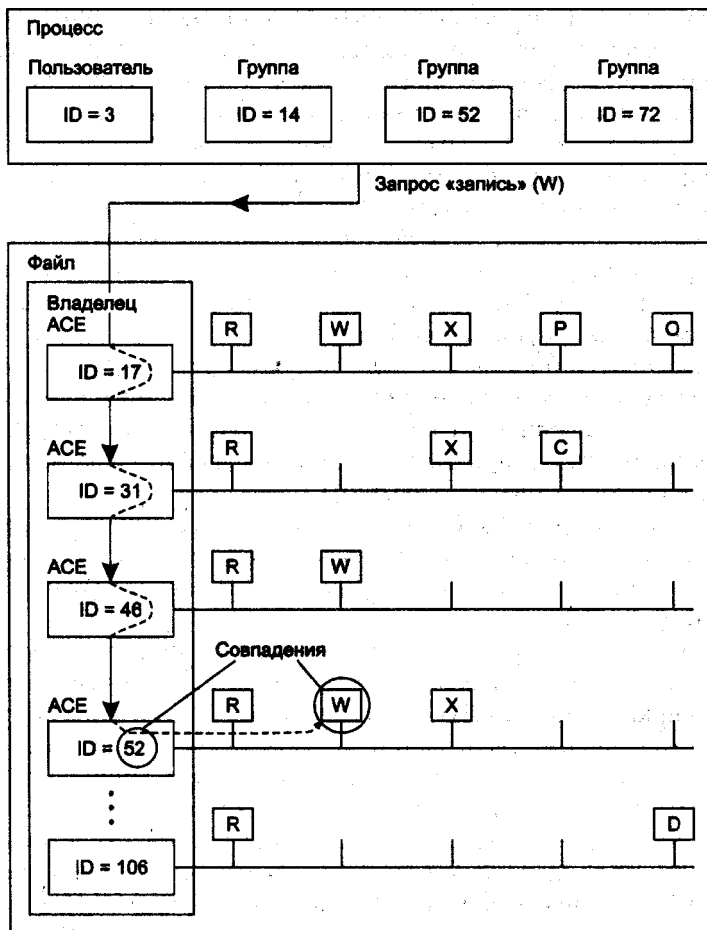 Процесс
Пользователь Группа Группа Группа
ID = 3 ID = 14 ID = 52 ID = 72
Запрос «запись» (W)
Файл
Владелец
ACE
R W X P O
ID = 17
ACE
R X C
ID = 31
ACE
R W
ID = 46
Совпадения
ACE
R W X
ID = 52
R D
ID = 106